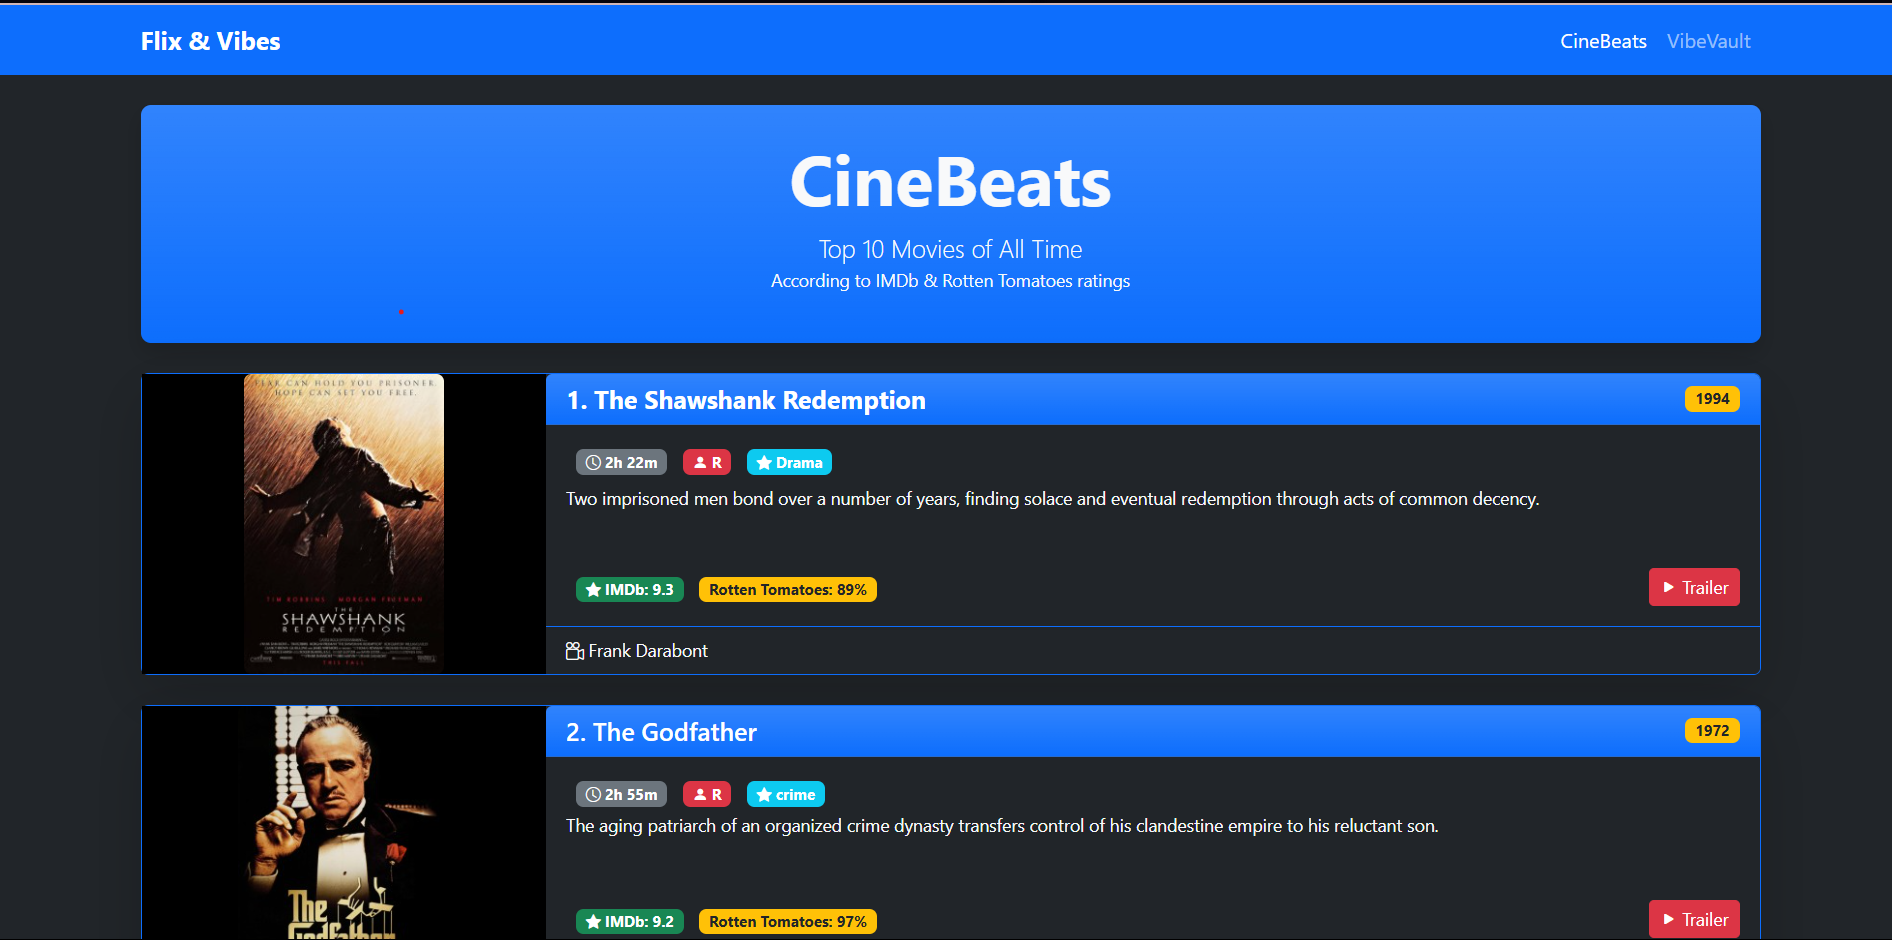 Flix & Vibes
CineBeats VibeVault
CineBeats
Top 10 Movies of All Time
According to IMDb & Rotten Tomatoes ratings
FEAR CAN HOLD YOU PRISONER.
HOPE CAN SET YOU FREE.
TIM ROBBINS MORGAN FREEMAN
THE
SHAWSHANK
REDEMPTION
THIS FALL
1. The Shawshank Redemption 1994
2h 22m R Drama
Two imprisoned men bond over a number of years, finding solace and eventual redemption through acts of common decency.
IMDb: 9.3 Rotten Tomatoes: 89% Trailer
Frank Darabont
The
Godfather
2. The Godfather 1972
2h 55m R crime
The aging patriarch of an organized crime dynasty transfers control of his clandestine empire to his reluctant son.
IMDb: 9.2 Rotten Tomatoes: 97% Trailer